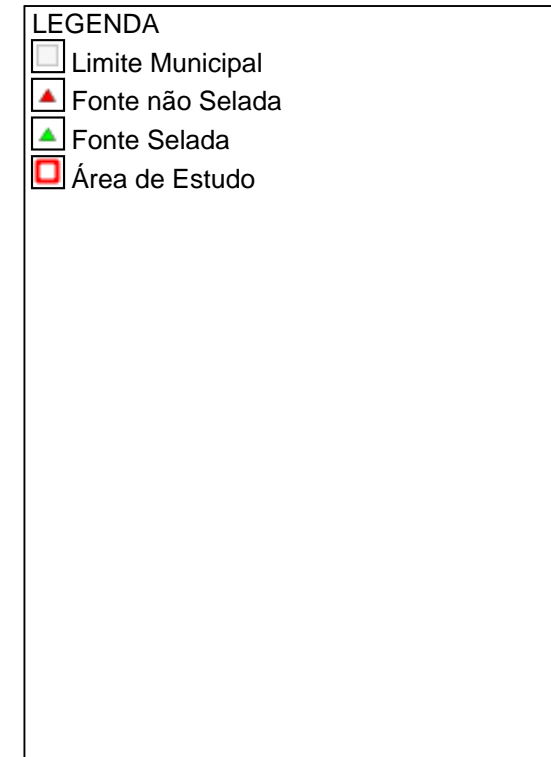 LEGENDA
Limite Municipal
Fonte não Selada
Fonte Selada
Área de Estudo